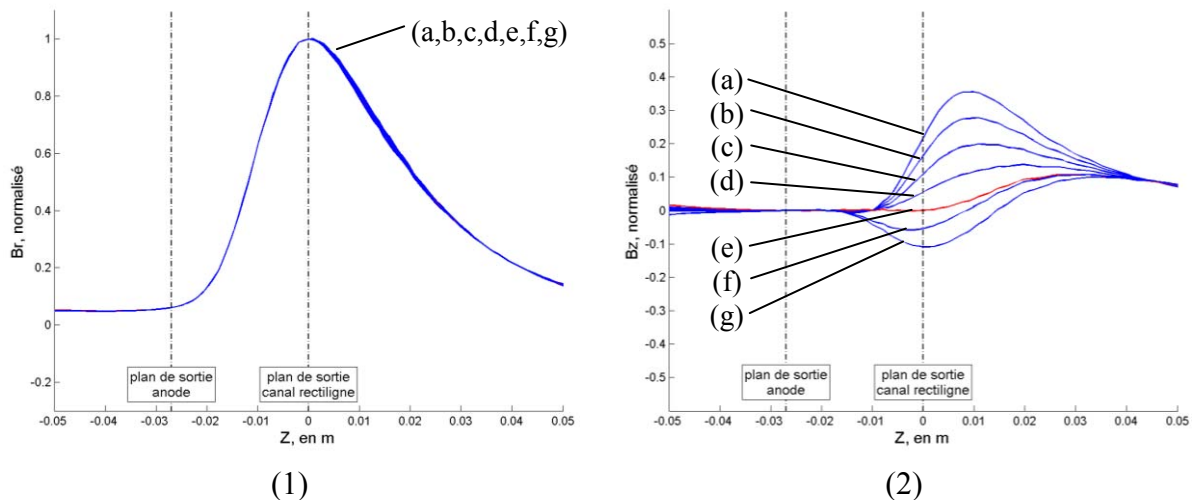 (a,b,c,d,e,f,g)
Br, normalisé
1
0.8
0.6
0.4
0.2
0
-0.2
plan de sortie
anode
plan de sortie
canal rectiligne
-0.05 -0.04 -0.03 -0.02 -0.01 0 0.01 0.02 0.03 0.04 0.05
Z, en m
(1)
(a)
(b)
(c)
(d)
(e)
(f)
(g)
Bz, normalisé
0.5
0.4
0.3
0.2
0.1
0
-0.1
-0.2
-0.3
-0.4
-0.5
plan de sortie
anode
plan de sortie
canal rectiligne
-0.05 -0.04 -0.03 -0.02 -0.01 0 0.01 0.02 0.03 0.04 0.05
Z, en m
(2)